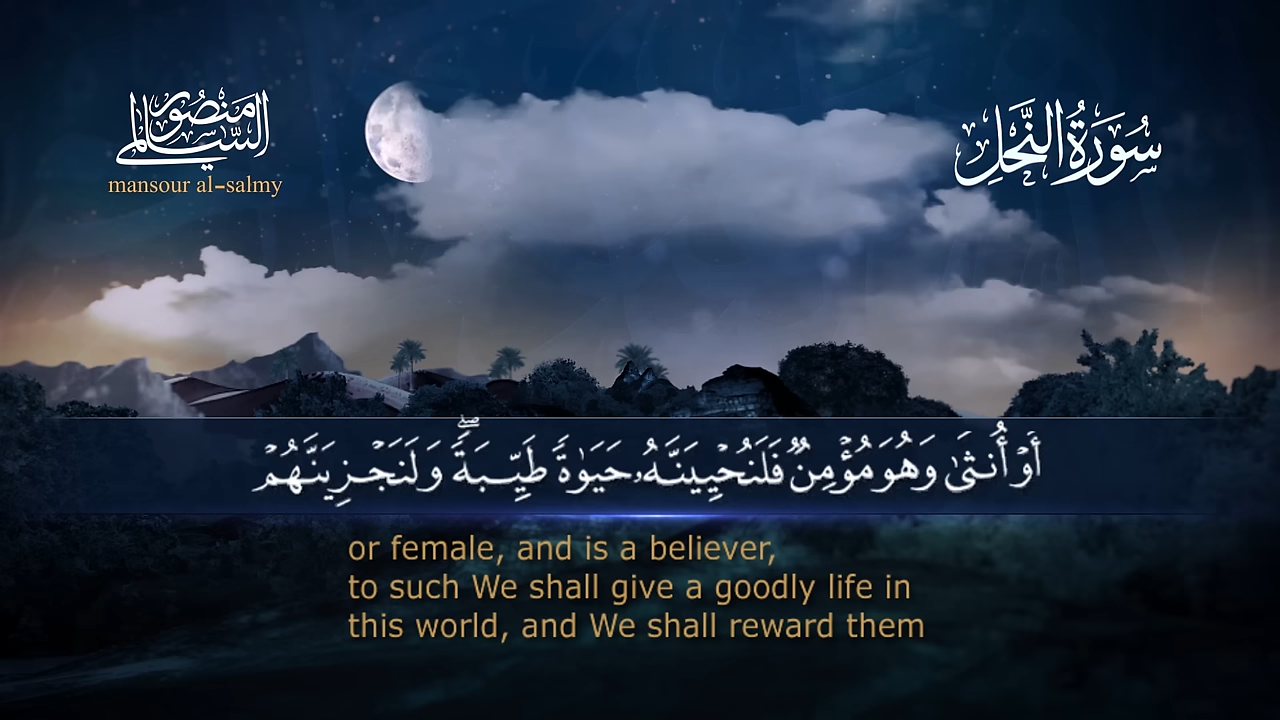 منصور
السالمي
mansour al-salmy
سُورَةُ النَّحْلِ
أَوْ أُنثَىٰ وَهُوَ مُؤْمِنٌ فَلَنُحْيِيَنَّهُۥ حَيَوٰةً طَيِّبَةً ۖ وَلَنَجْزِيَنَّهُمْ
or female, and is a believer,
to such We shall give a goodly life in
this world, and We shall reward them